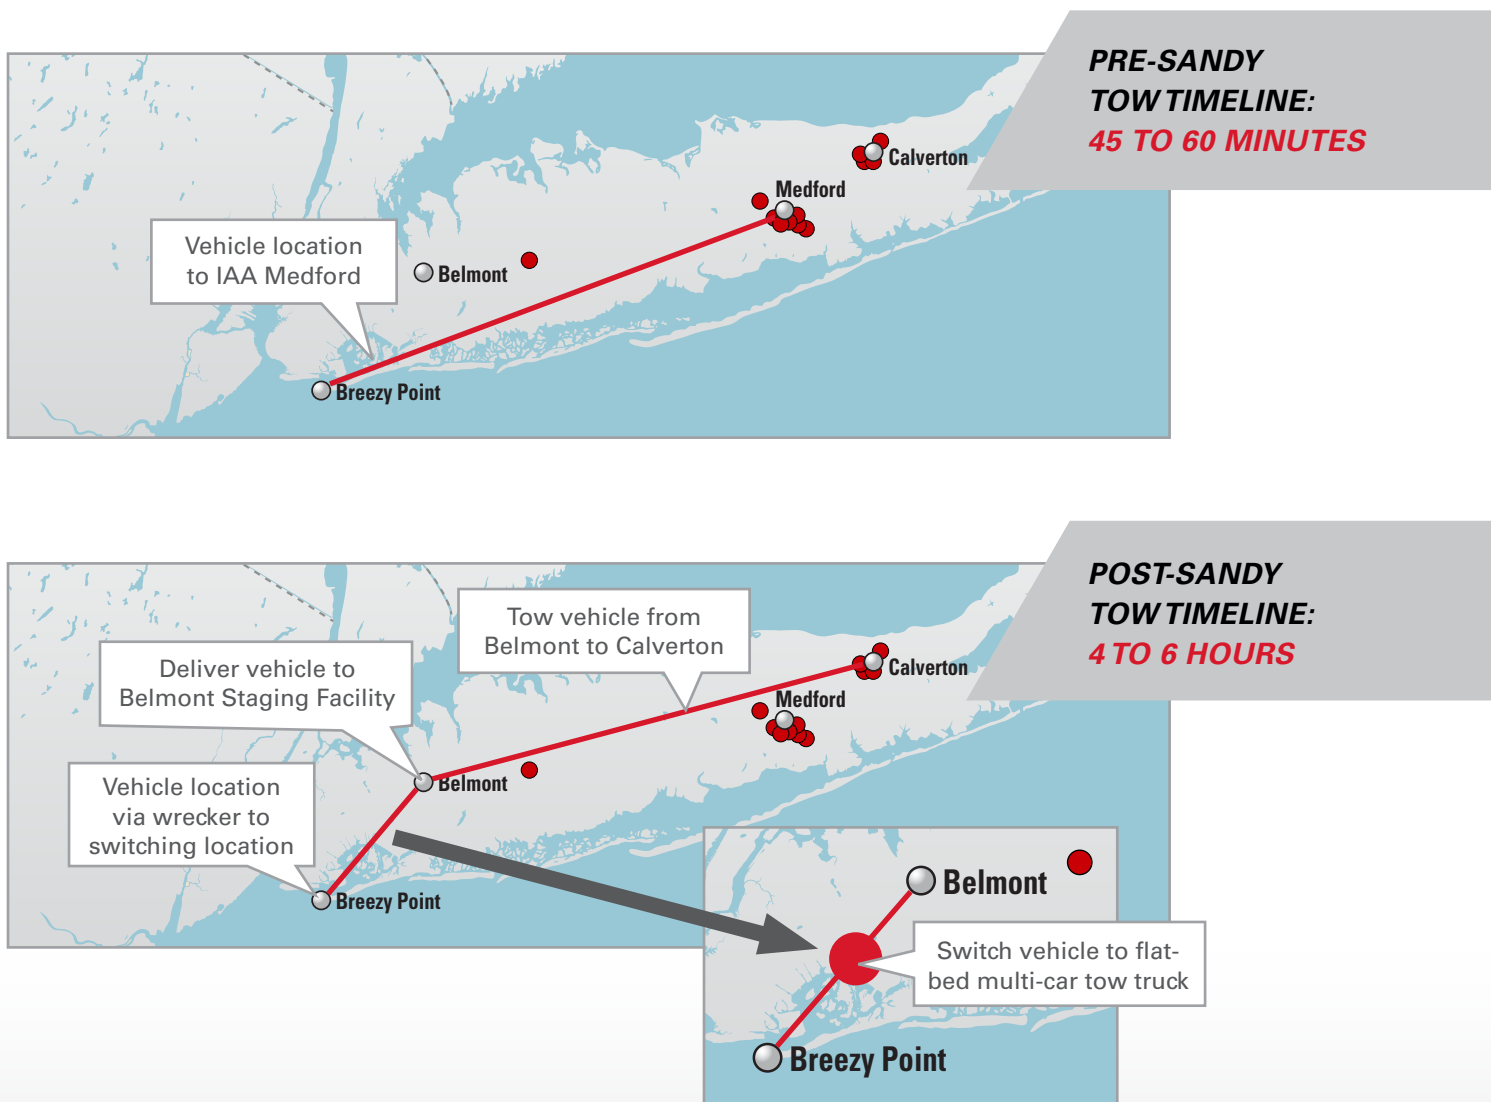 PRE-SANDY
TOW TIMELINE:
45 TO 60 MINUTES
Calverton
Medford
Vehicle location
to IAA Medford
Belmont
Breezy Point
POST-SANDY
TOW TIMELINE:
4 TO 6 HOURS
Tow vehicle from
Belmont to Calverton
Deliver vehicle to
Belmont Staging Facility
Calverton
Medford
Belmont
Vehicle location
via wrecker to
switching location
Breezy Point
Belmont
Switch vehicle to flat-
bed multi-car tow truck
Breezy Point